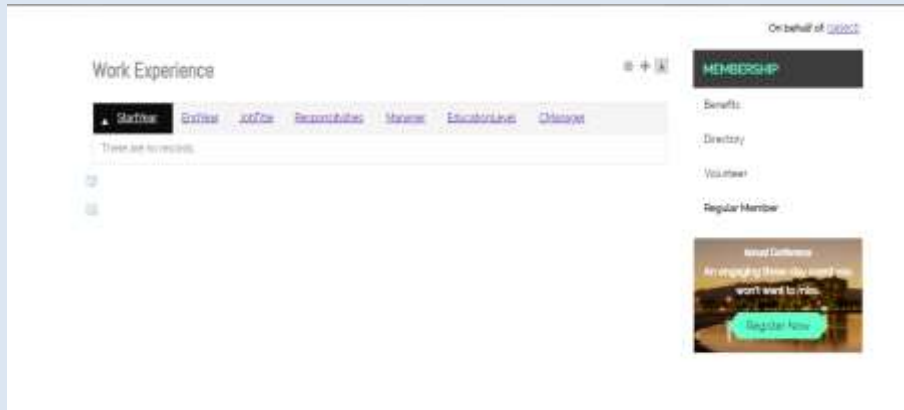 On behalf of (select)
Work Experience
StartYear EndYear JobTitle Responsibilities Manager EducationLevel
There are no records.
MEMBERSHIP
Benefits
Directory
Volunteer
Regular Member
Annual Conference
An engaging three-day event you
won't want to miss.
Register Now